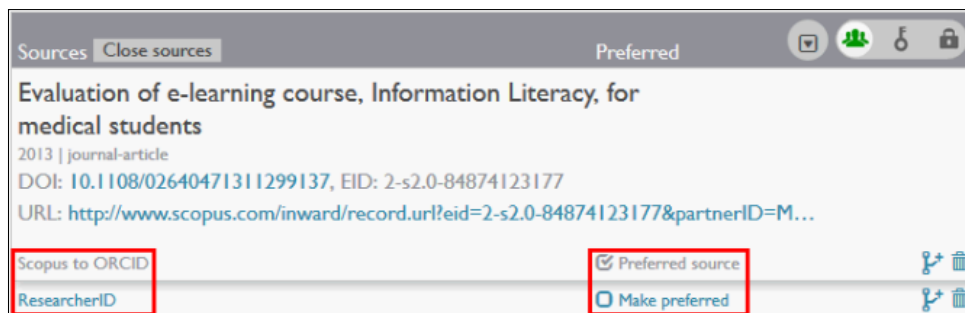 Sources Close sources Preferred
Evaluation of e-learning course, Information Literacy, for
medical students
2013 | journal-article
DOI: 10.1108/02640471311299137, EID: 2-s2.0-84874123177
URL: http://www.scopus.com/inward/record.url?eid=2-s2.0-84874123177&partnerID=M...
Scopus to ORCID Preferred source
ResearcherID Make preferred